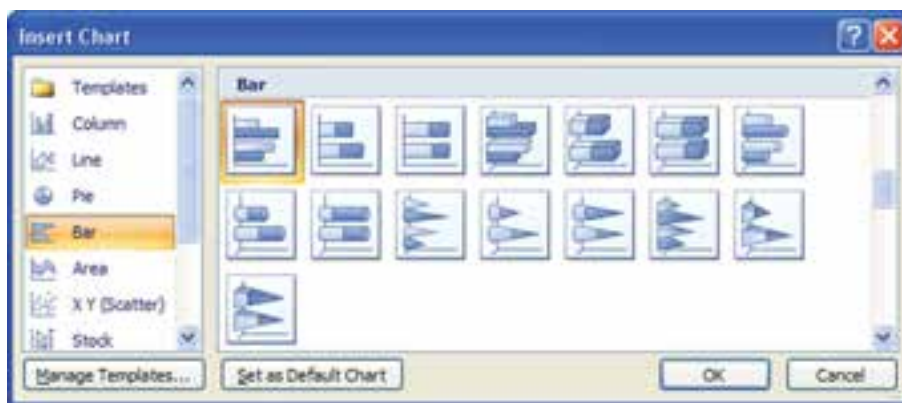 Insert Chart
Templates
Column
Line
Pie
Bar
Area
X Y (Scatter)
Stock
Bar
Manage Templates...
Set as Default Chart
OK
Cancel